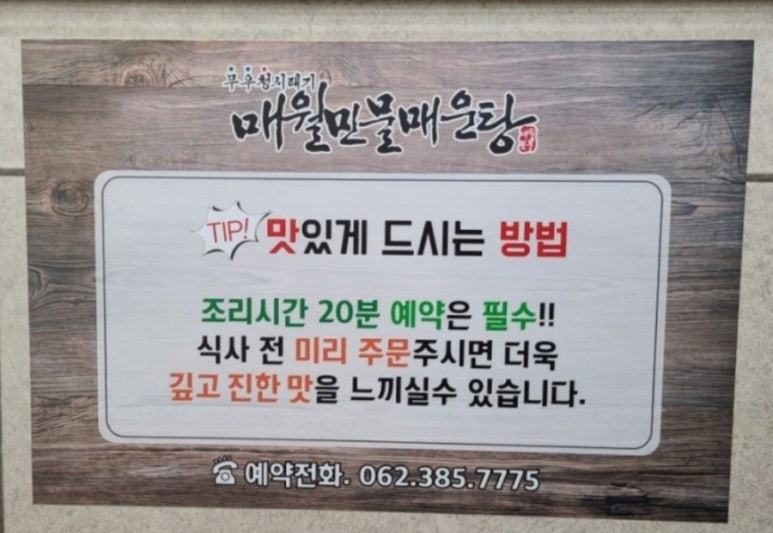 무우청시래기
매월민물매운탕
TIP! 맛있게 드시는 방법
조리시간 20분 예약은 필수!!
식사 전 미리 주문주시면 더욱
깊고 진한 맛을 느끼실수 있습니다.
예약전화. 062.385.7775